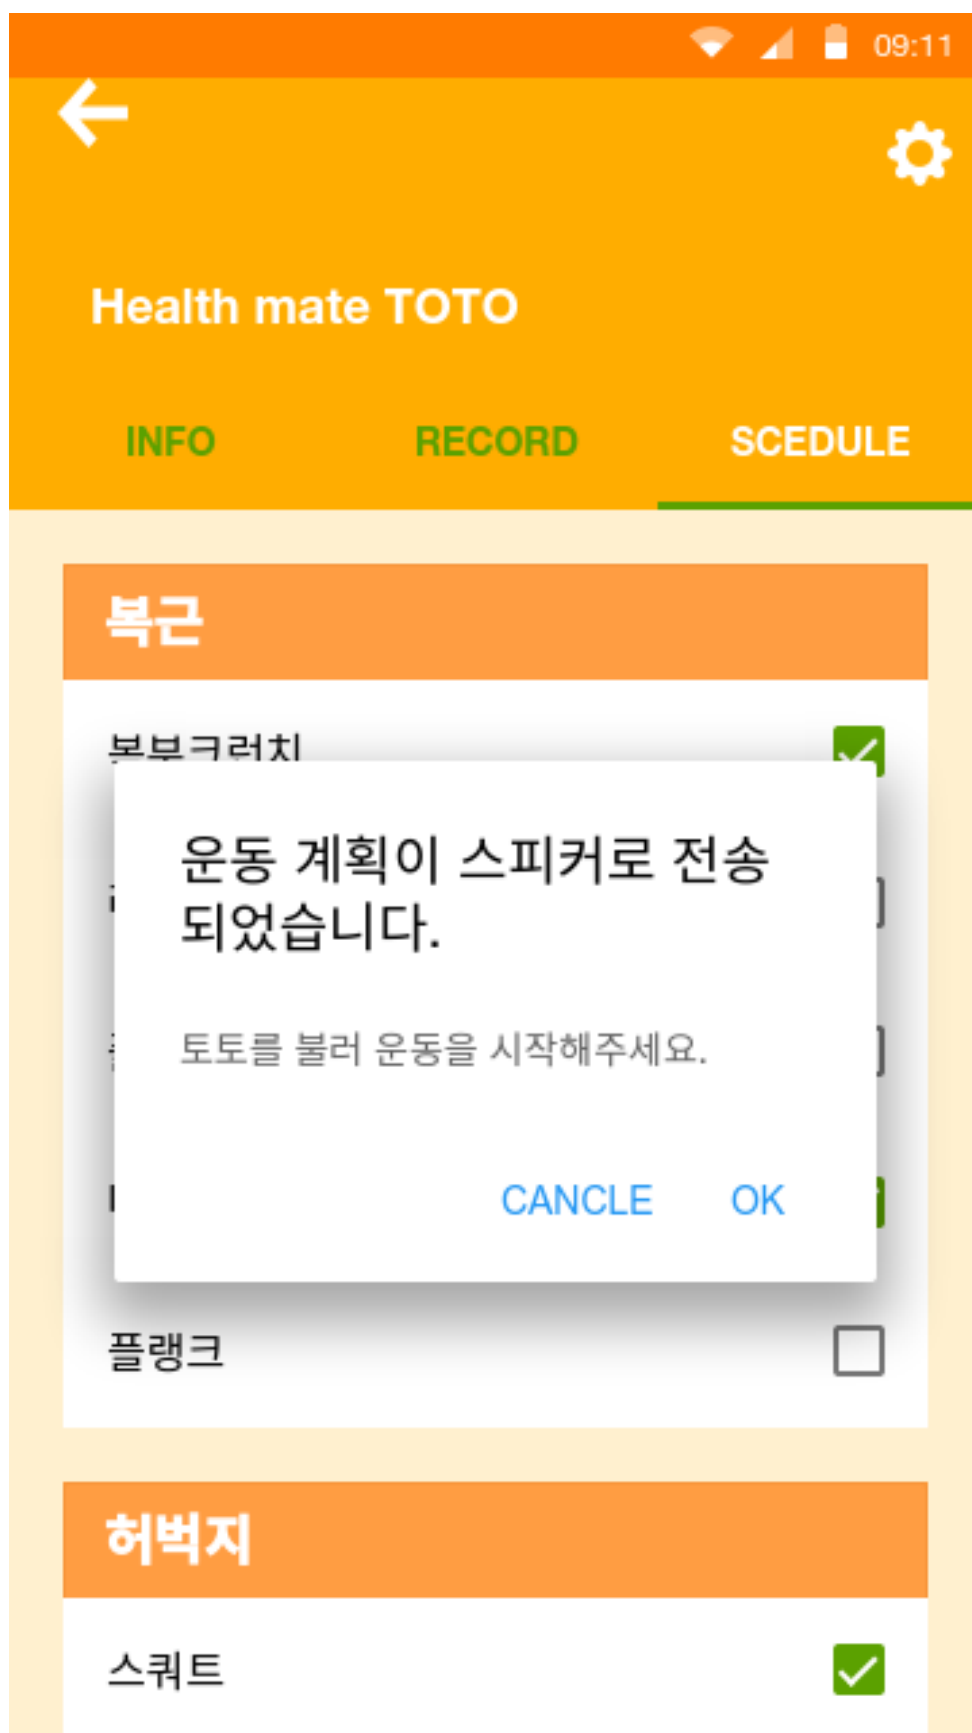 09:11
Health mate TOTO
INFO RECORD SCEDULE
복근
운동 계획이 스피커로 전송
되었습니다.
토토를 불러 운동을 시작해주세요.
CANCLE OK
플랭크
허벅지
스쿼트